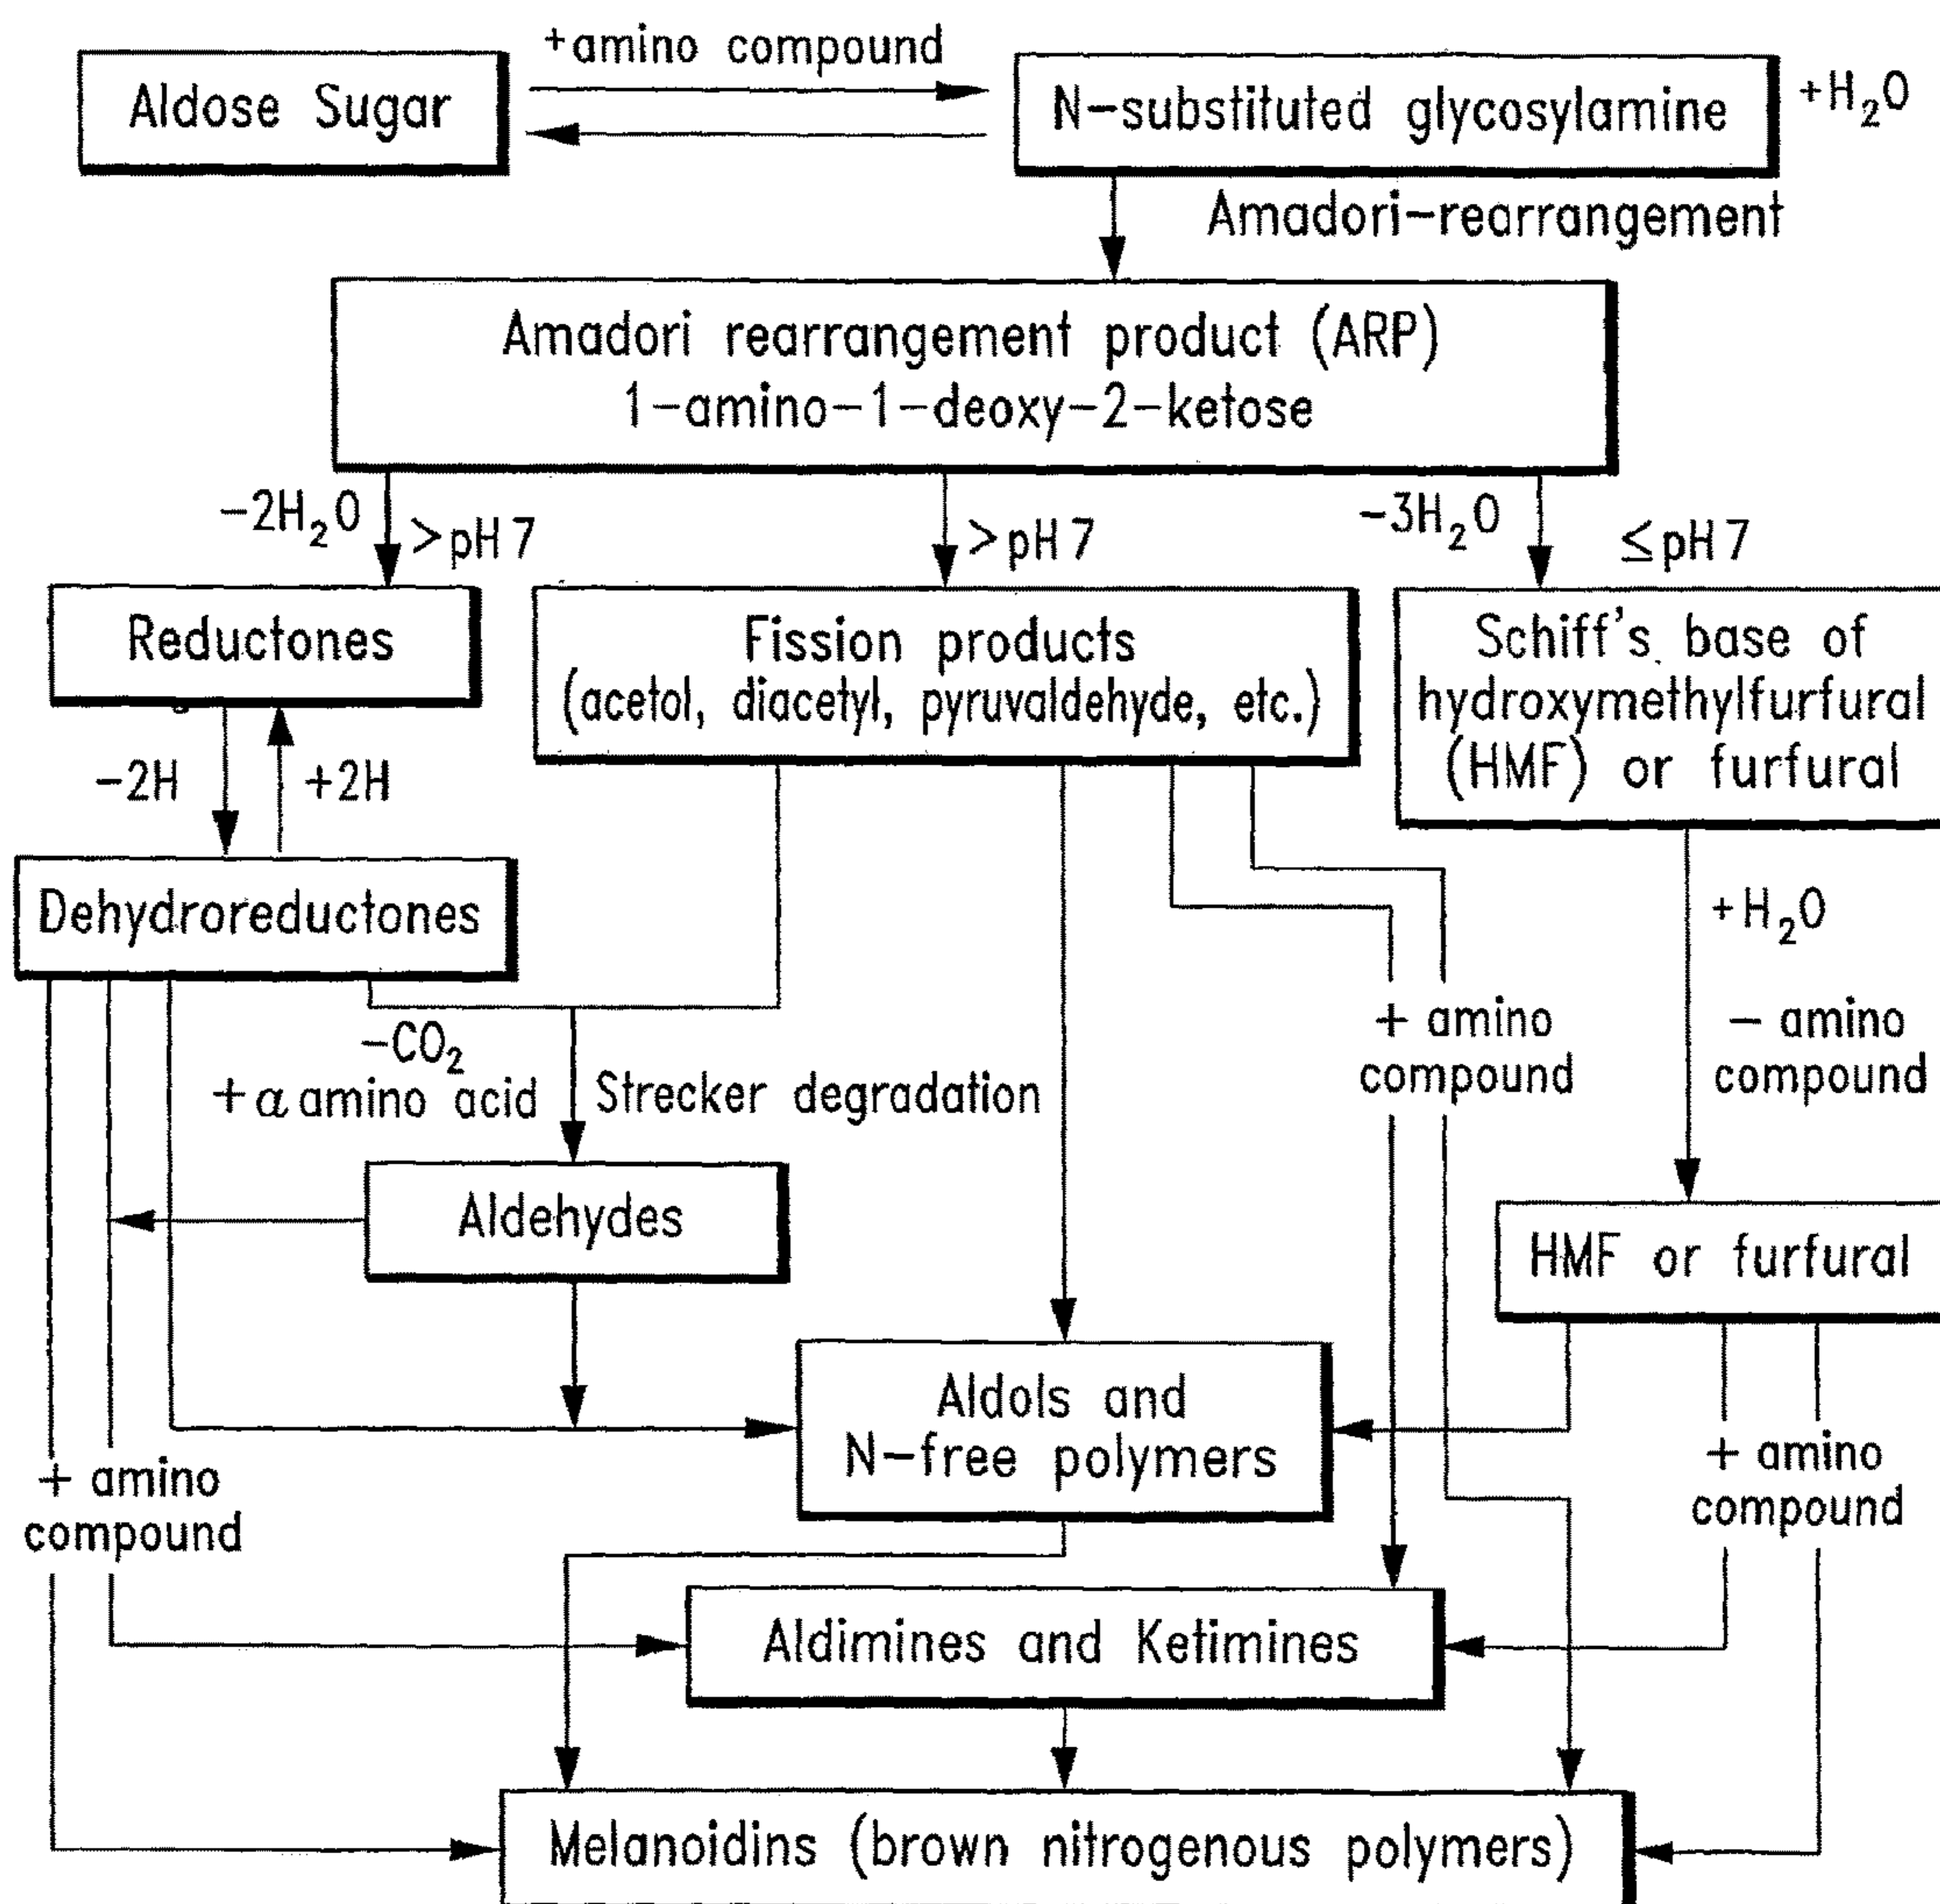 +amino compound
Aldose Sugar
N-substituted glycosylamine
+H₂O
Amadori-rearrangement
Amadori rearrangement product (ARP)
1-amino-1-deoxy-2-ketose
-2H₂O
>pH 7
>pH 7
-3H₂O
≤pH 7
Reductones
Fission products
(acetol, diacetyl, pyruvaldehyde, etc.)
Schiff's base of
hydroxymethylfurfural
(HMF) or furfural
-2H
+2H
Dehydroreductones
+H₂O
- amino
compound
+ amino
compound
-CO₂
+α amino acid
Strecker degradation
Aldehydes
HMF or furfural
Aldols and
N-free polymers
+ amino
compound
+ amino
compound
Aldimines and Ketimines
Melanoidins (brown nitrogenous polymers)